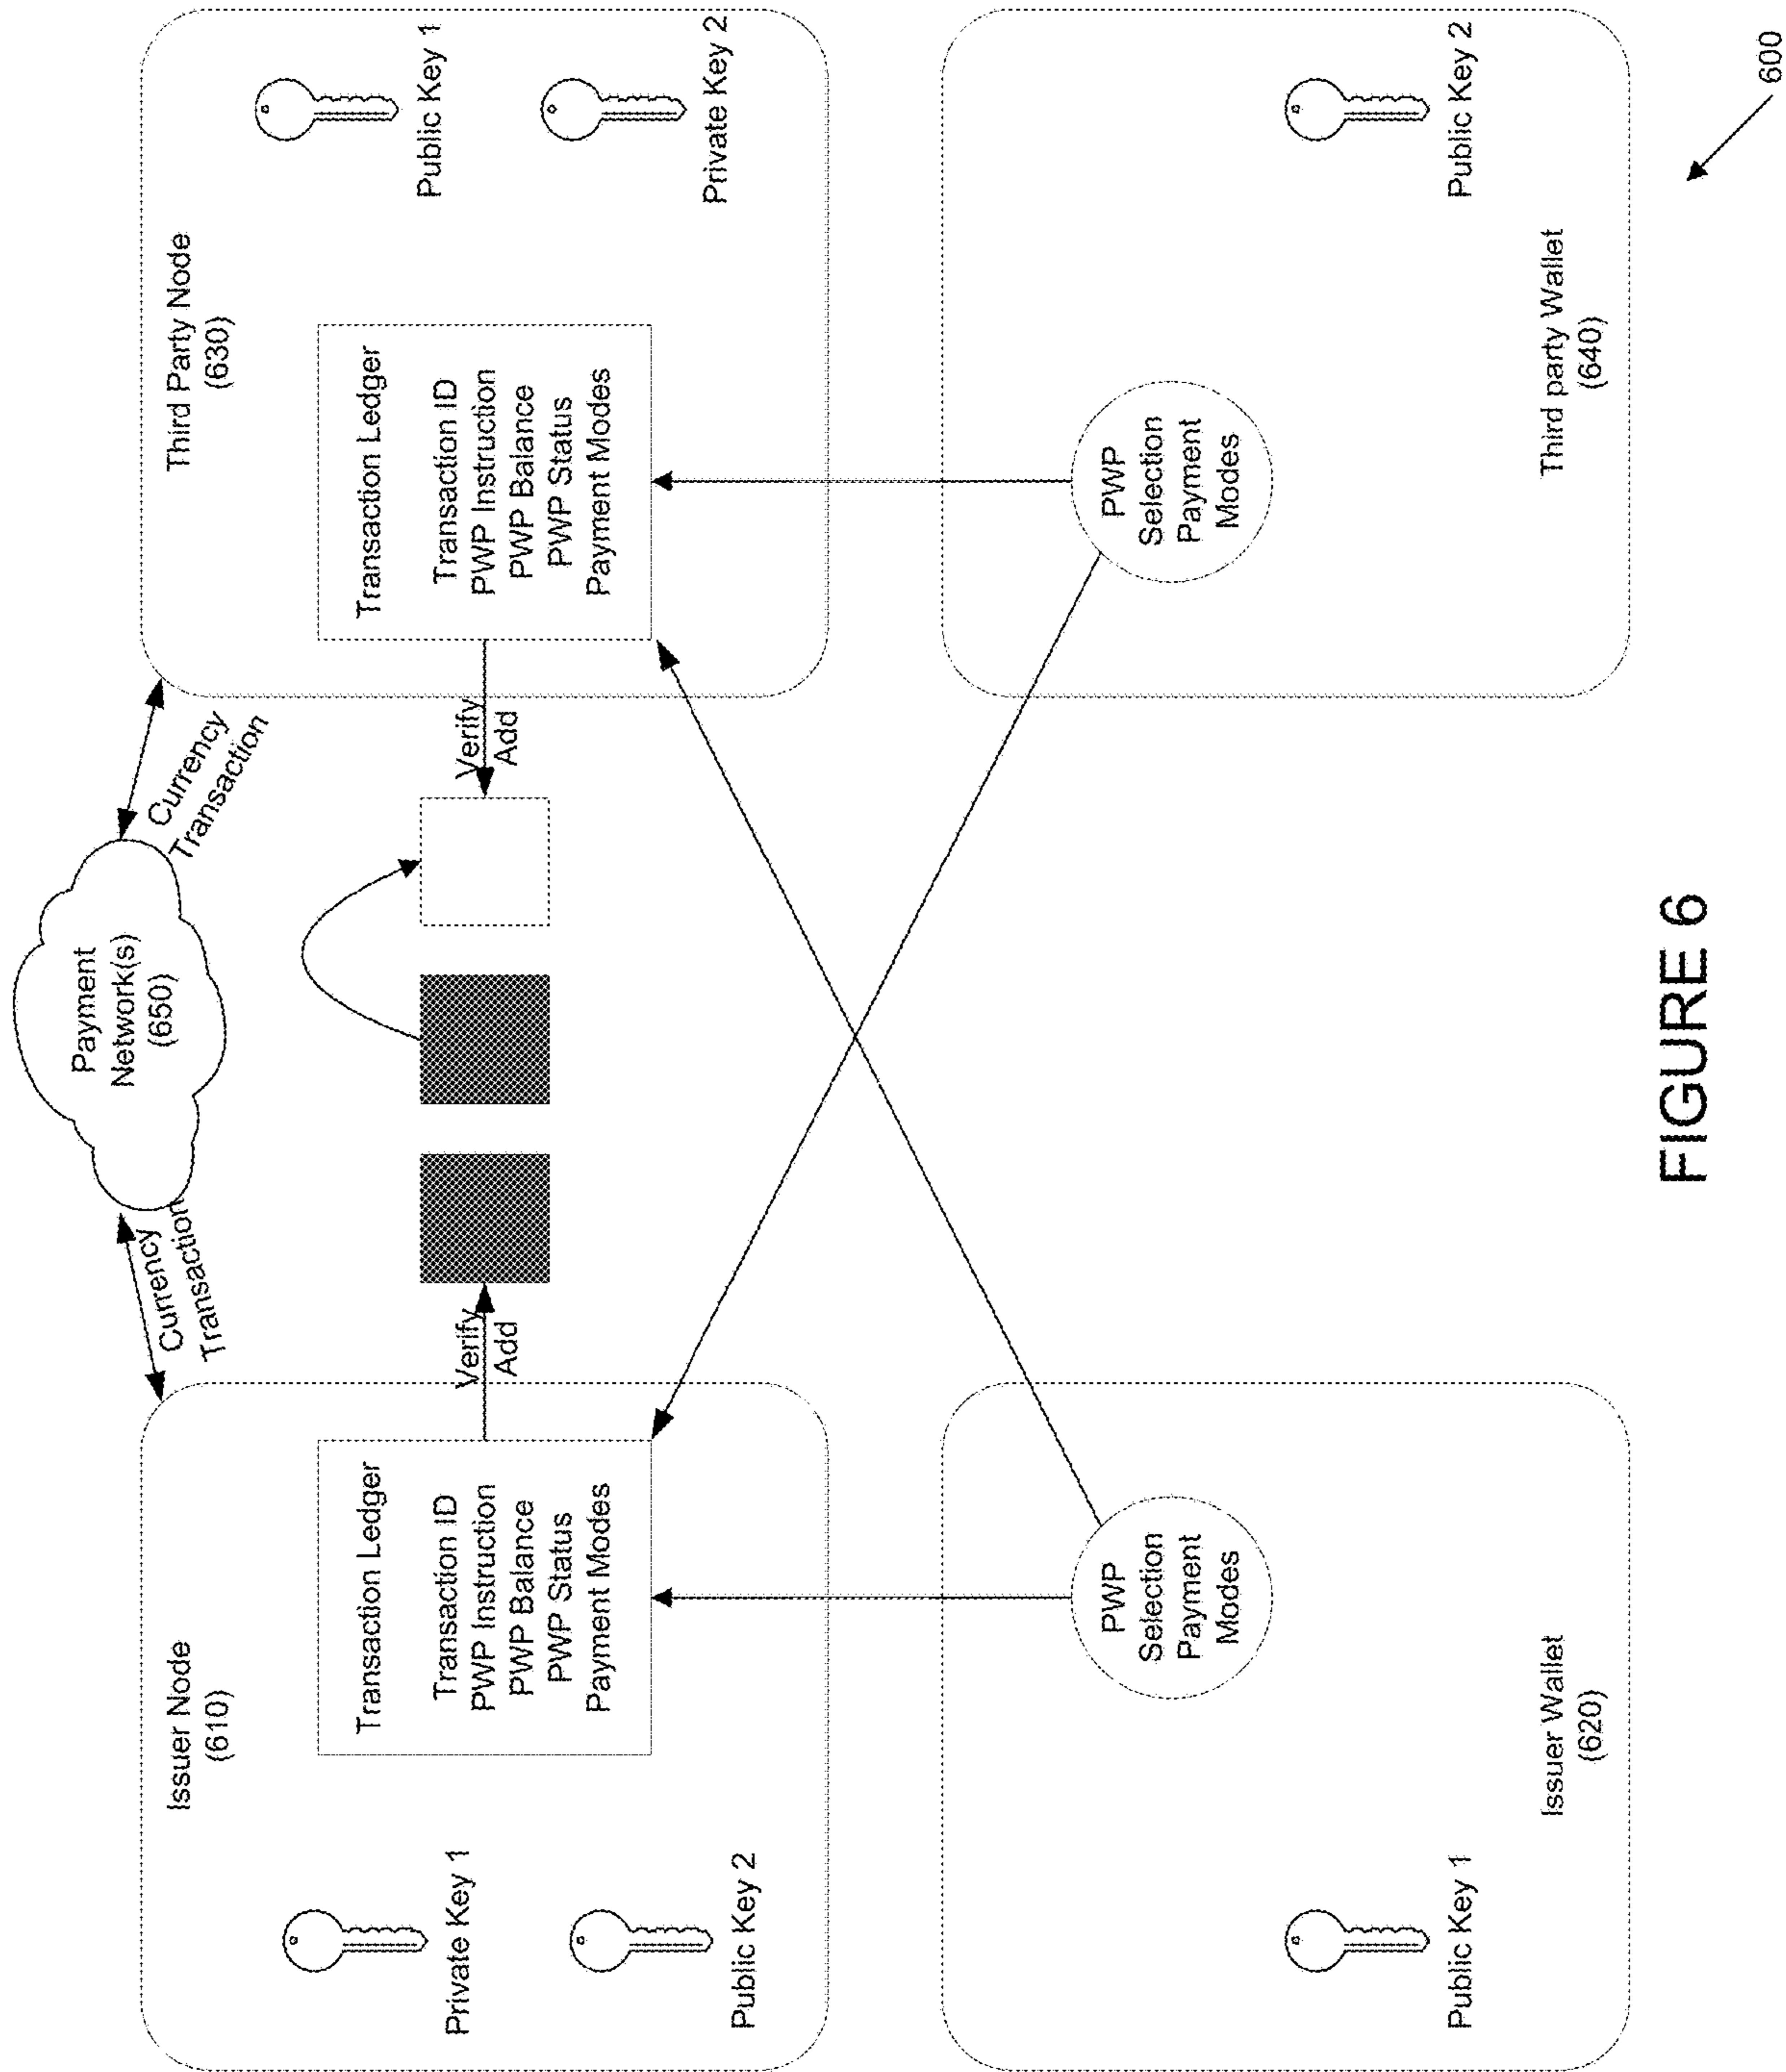 Payment
Network(s)
(650)
Currency
Transaction
Currency
Transaction
Issuer Node
(610)
Transaction Ledger
Transaction ID
PWP Instruction
PWP Balance
PWP Status
Payment Modes
Private Key 1
Public Key 2
Verify
Add
Verify
Add
Third Party Node
(630)
Transaction Ledger
Transaction ID
PWP Instruction
PWP Balance
PWP Status
Payment Modes
Public Key 1
Private Key 2
PWP
Selection
Payment
Modes
Public Key 1
Issuer Wallet
(620)
PWP
Selection
Payment
Modes
Public Key 2
Third party Wallet
(640)
600
FIGURE 6